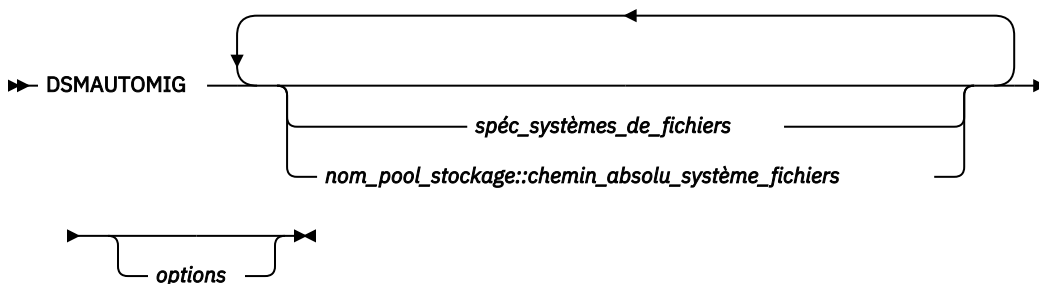 DSMAUTOMIG
spéc_systèmes_de_fichiers
nom_pool_stockage::chemin_absolu_système_fichiers
options